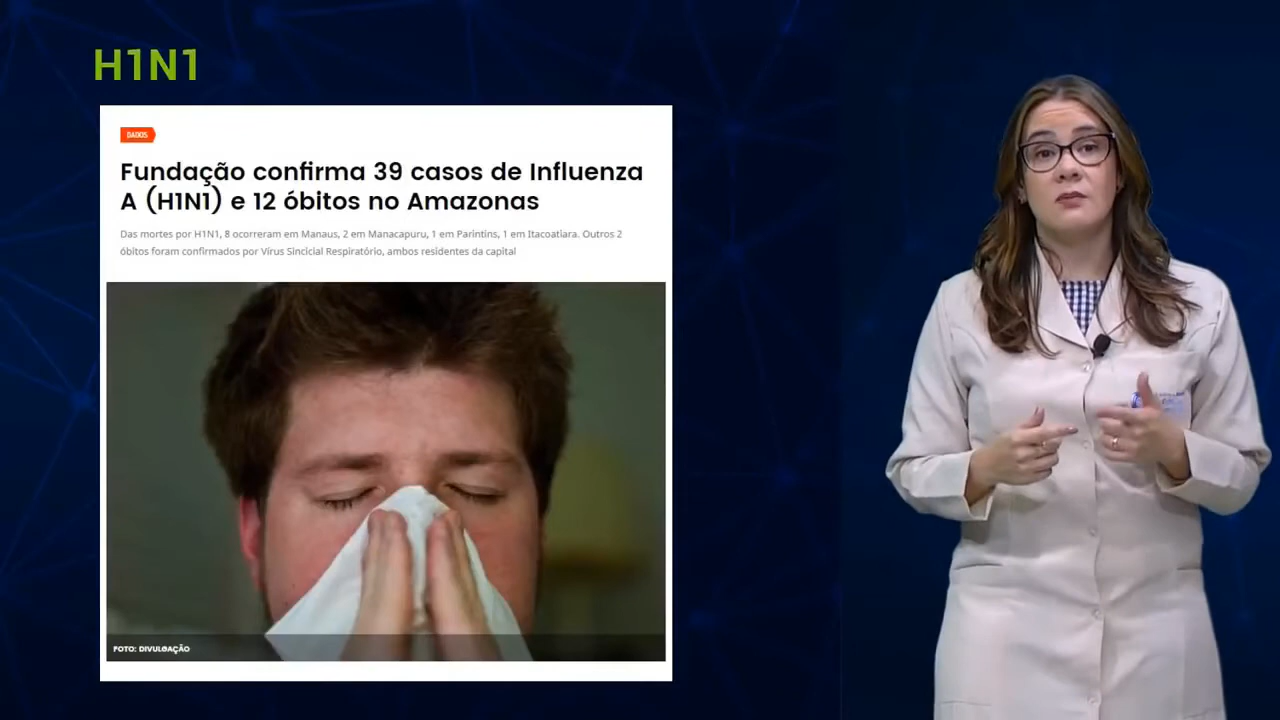 H1N1
DADOS
Fundação confirma 39 casos de Influenza
A (H1N1) e 12 óbitos no Amazonas
Das mortes por H1N1, 8 ocorreram em Manaus, 2 em Manacapuru, 1 em Parintins, 1 em Itacoatiara. Outros 2
óbitos foram confirmados por Vírus Sincicial Respiratório, ambos residentes da capital
FOTO: DIVULGAÇÃO